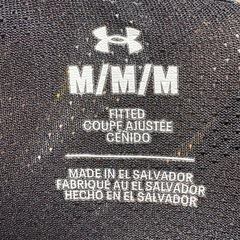 M/M/M
FITTED
COUPE AJUSTÉE
CEÑIDO
MADE IN EL SALVADOR
FABRIQUÉ AU EL SALVADOR
HECHO EN EL SALVADOR